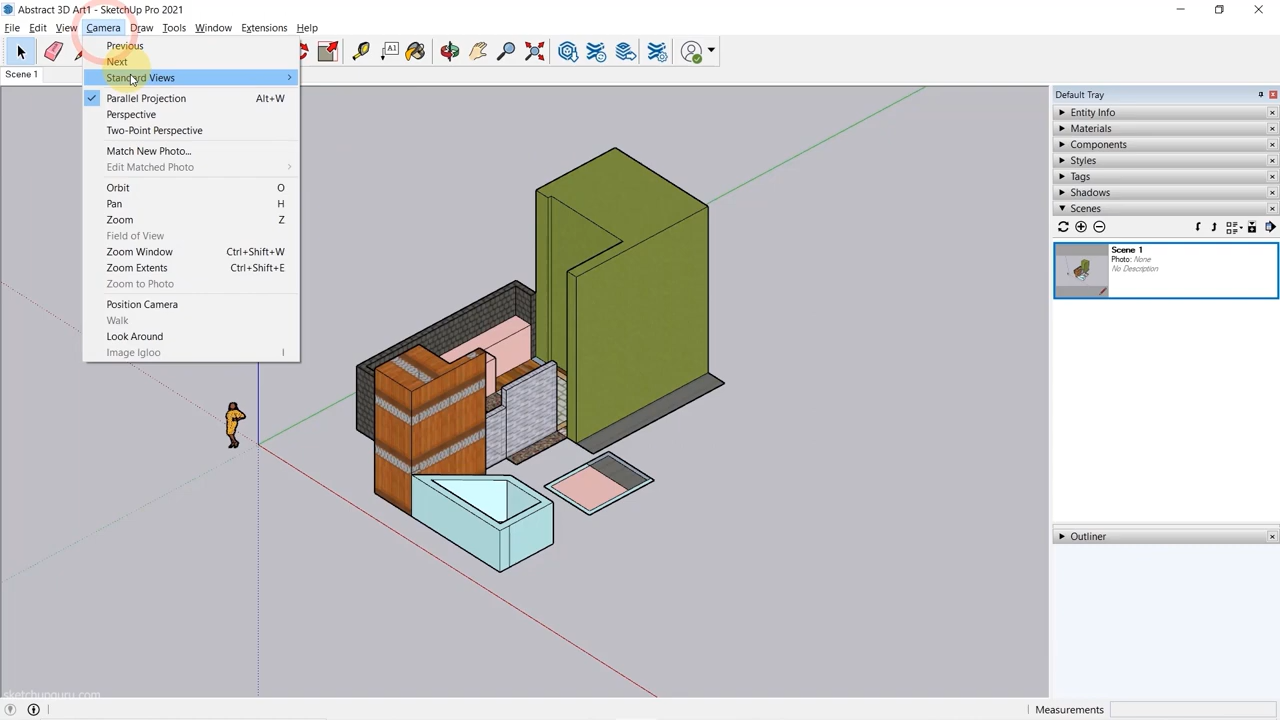 Abstract 3D Art1 - SketchUp Pro 2021
File Edit View Camera Draw Tools Window Extensions Help
Scene 1
Previous
Next
Standard Views
Parallel Projection Alt+W
Perspective
Two-Point Perspective
Match New Photo...
Edit Matched Photo
Orbit O
Pan H
Zoom Z
Field of View
Zoom Window Ctrl+Shift+W
Zoom Extents Ctrl+Shift+E
Zoom to Photo
Position Camera
Walk
Look Around
Image Igloo I
Default Tray
Entity Info
Materials
Components
Styles
Tags
Shadows
Scenes
Scene 1
Photo: None
No Description
Outliner
sketchupguru.com
Measurements